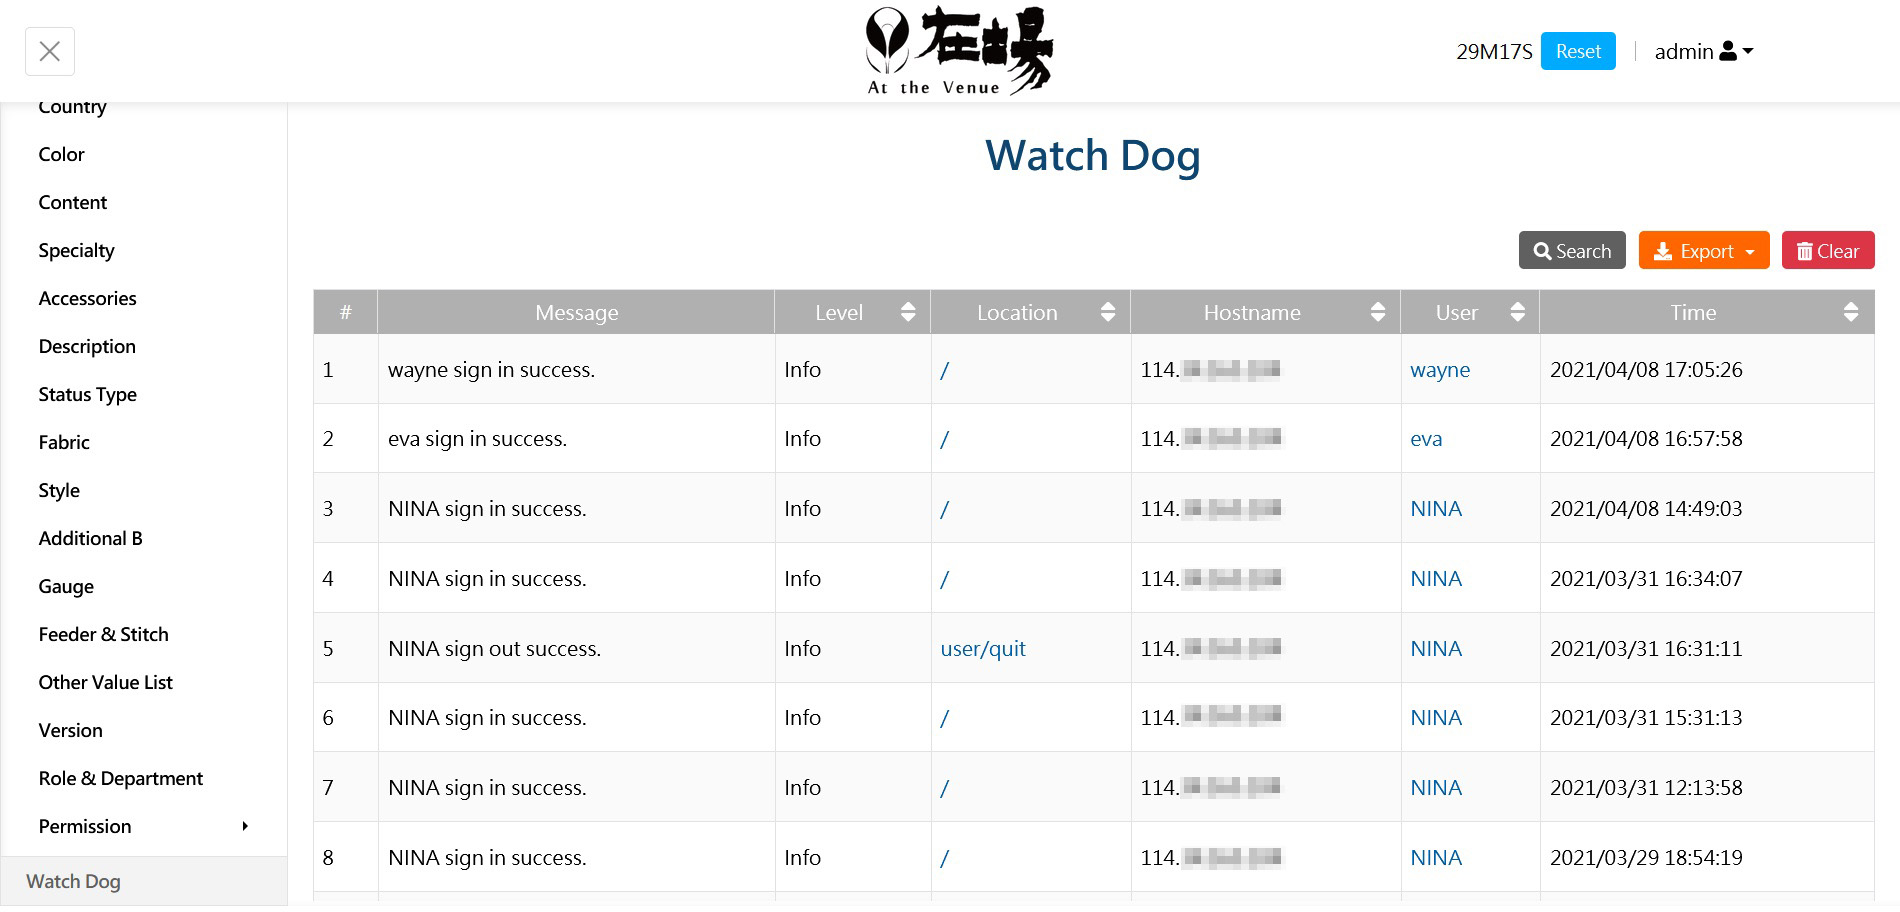 在場
At the Venue
29M17S Reset admin
Country
Color
Content
Specialty
Accessories
Description
Status Type
Fabric
Style
Additional B
Gauge
Feeder & Stitch
Other Value List
Version
Role & Department
Permission
Watch Dog
Watch Dog
Search Export Clear
# Message Level Location Hostname User Time
1 wayne sign in success. Info / 114. wayne 2021/04/08 17:05:26
2 eva sign in success. Info / 114. eva 2021/04/08 16:57:58
3 NINA sign in success. Info / 114. NINA 2021/04/08 14:49:03
4 NINA sign in success. Info / 114. NINA 2021/03/31 16:34:07
5 NINA sign out success. Info user/quit 114. NINA 2021/03/31 16:31:11
6 NINA sign in success. Info / 114. NINA 2021/03/31 15:31:13
7 NINA sign in success. Info / 114. NINA 2021/03/31 12:13:58
8 NINA sign in success. Info / 114. NINA 2021/03/29 18:54:19